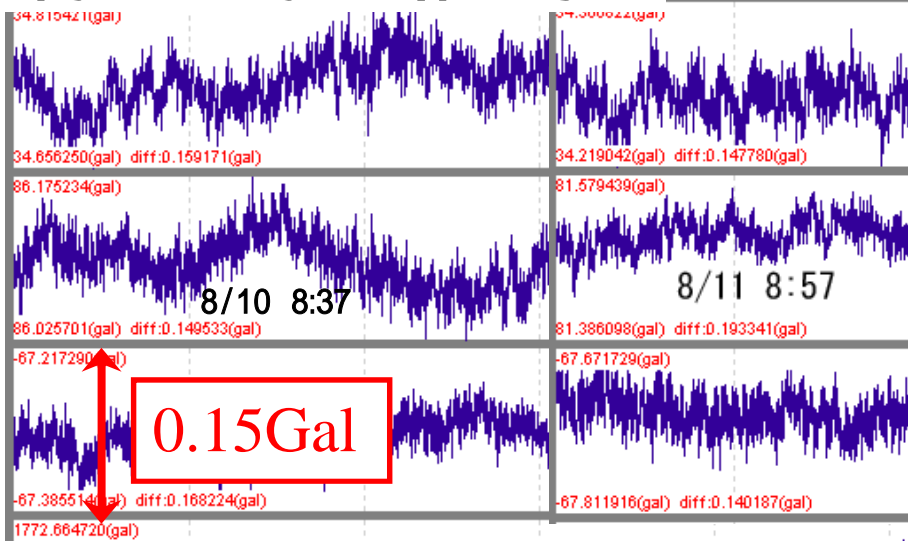 34.815421(gal)
34.656250(gal) diff:0.159171(gal)
34.219042(gal) diff:0.147780(gal)
86.175234(gal)
8/10 8:37
86.025701(gal) diff:0.149533(gal)
81.579439(gal)
8/11 8:57
81.386098(gal) diff:0.193341(gal)
0.15Gal
diff:0.168224(gal)
-67.671729(gal)
-67.811916(gal) diff:0.140187(gal)
1772.664720(gal)